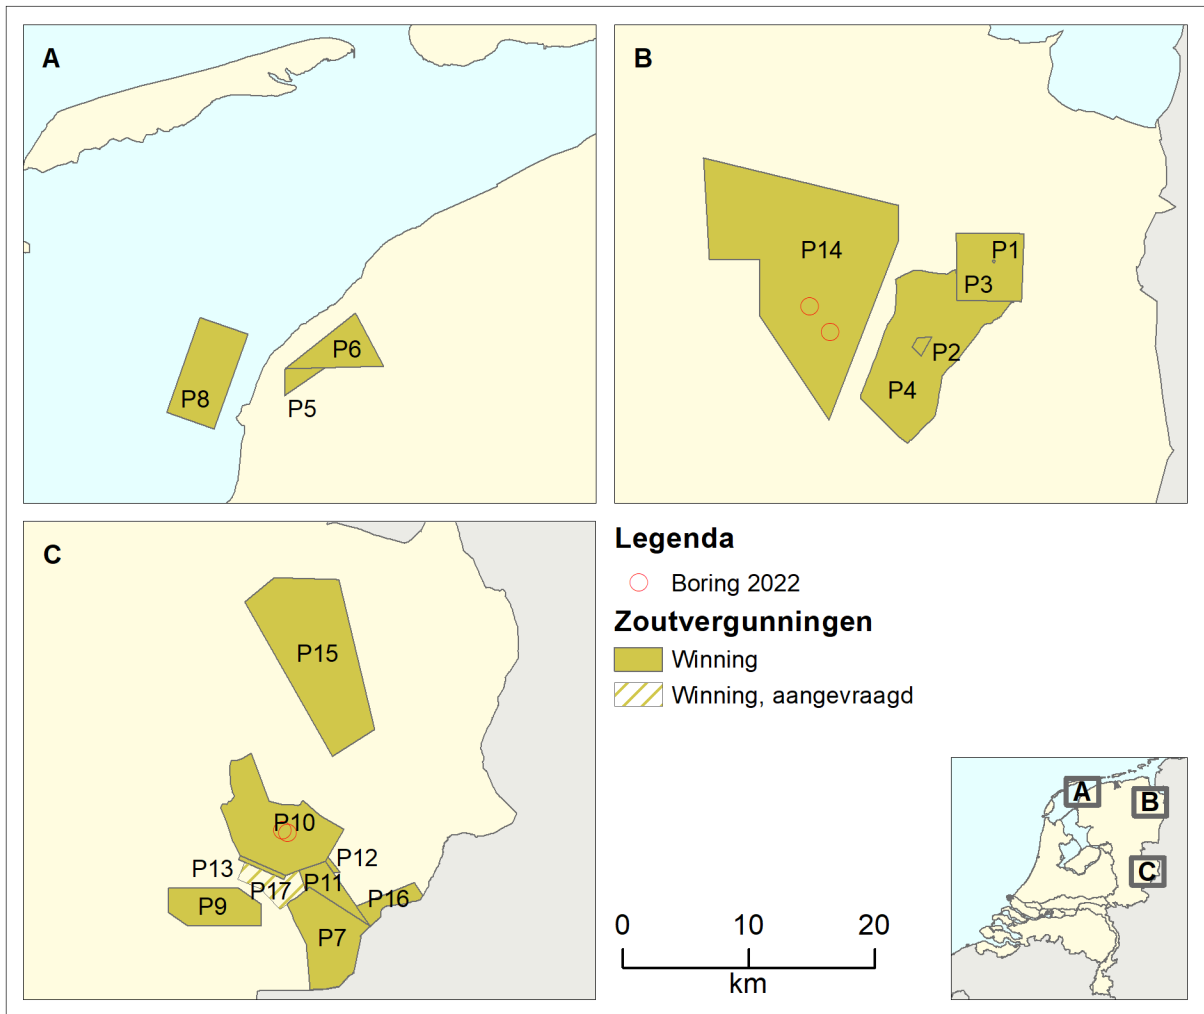 A
P6
P8
P5
B
P14
P1
P3
P2
P4
C
P15
P10
P12
P13
P17
P11
P16
P9
P7
Legenda
Boring 2022
Zoutvergunningen
Winning
Winning, aangevraagd
0 10 20
km
A
B
C